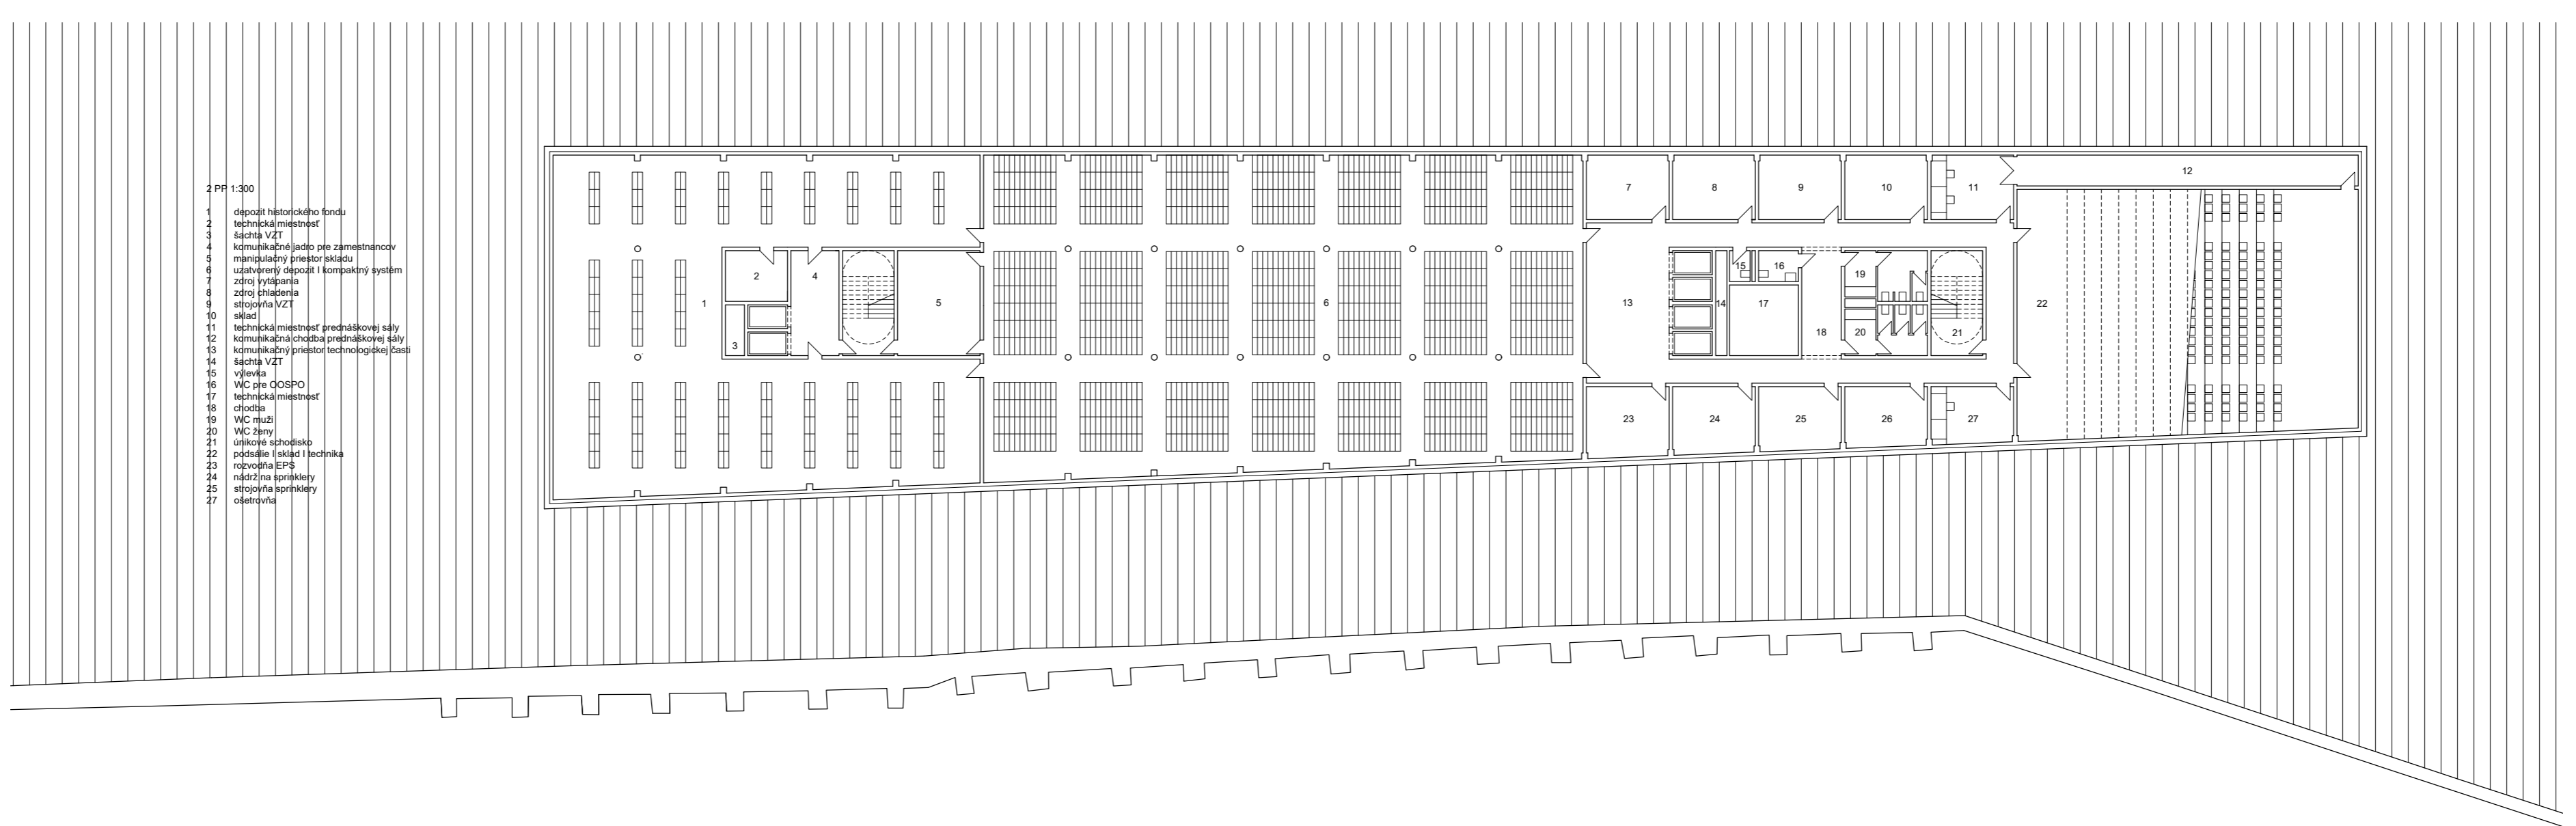 2 PP 1:300
1 depozit historického fondu
2 technická miestnosť
3 šachta VZT
4 komunikačné jadro pre zamestnancov
5 manipulačný priestor skladu
6 uzatvorený depozit I kompaktný systém
7 zdroj vytápania
8 zdroj chladenia
9 strojovňa VZT
10 sklad
11 technická miestnosť prednáškovej sály
12 komunikačná chodba prednáškovej sály
13 komunikačný priestor technologickej časti
14 šachta VZT
15 výlevka
16 WC pre OOSPO
17 technická miestnosť
18 chodba
19 WC muži
20 WC ženy
21 únikové schodisko
22 podsálie I sklad I technika
23 rozvodňa EPS
24 nádrž na sprinklery
25 strojovňa sprinklery
27 ošetrovňa
12
7 8 9 10 11
15 16 19
2 4
1 5 6 13 14 17 22
18 20 21
3
23 24 25 26 27